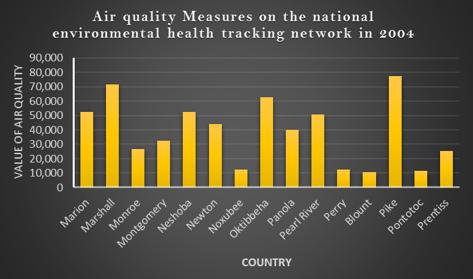 Air quality Measures on the national
environmental health tracking network in 2004
VALUE OF AIR QUALITY
90,000
80,000
70,000
60,000
50,000
40,000
30,000
20,000
10,000
0
Marion
Marshall
Monroe
Montgomery
Neshoba
Newton
Noxubee
Oktibbeha
Panola
Pearl River
Perry
Blount
Pike
Pontotoc
Prentiss
COUNTRY